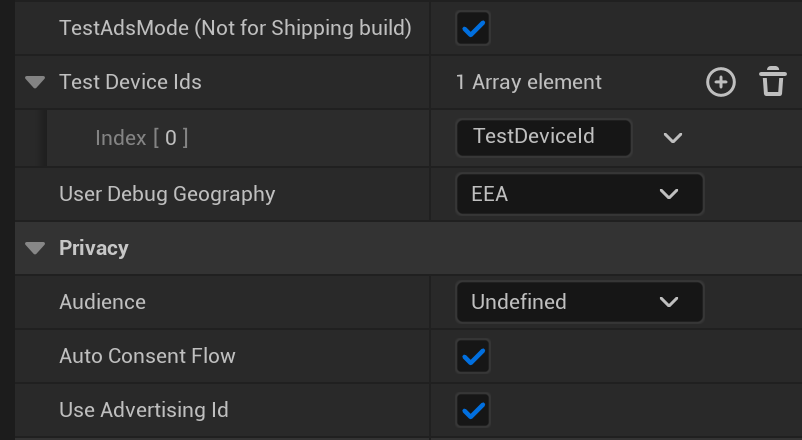 TestAdsMode (Not for Shipping build)
Test Device Ids 1 Array element
Index [ 0 ] TestDeviceId
User Debug Geography EEA
Privacy
Audience Undefined
Auto Consent Flow
Use Advertising Id